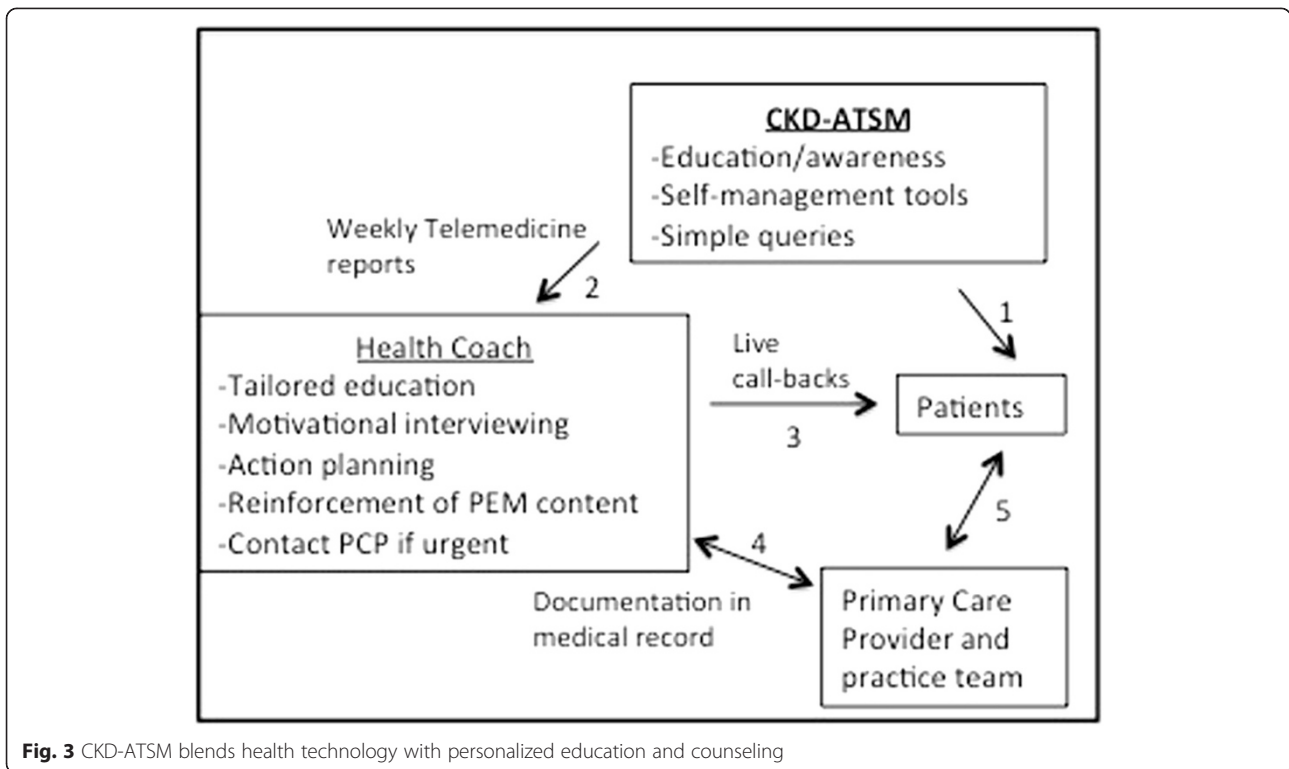 CKD-ATSM
-Education/awareness
-Self-management tools
-Simple queries
Weekly Telemedicine
reports
2
1
Health Coach
-Tailored education
-Motivational interviewing
-Action planning
-Reinforcement of PEM content
-Contact PCP if urgent
Live
call-backs
3
Patients
5
4
Documentation in
medical record
Primary Care
Provider and
practice team
Fig. 3 CKD-ATSM blends health technology with personalized education and counseling